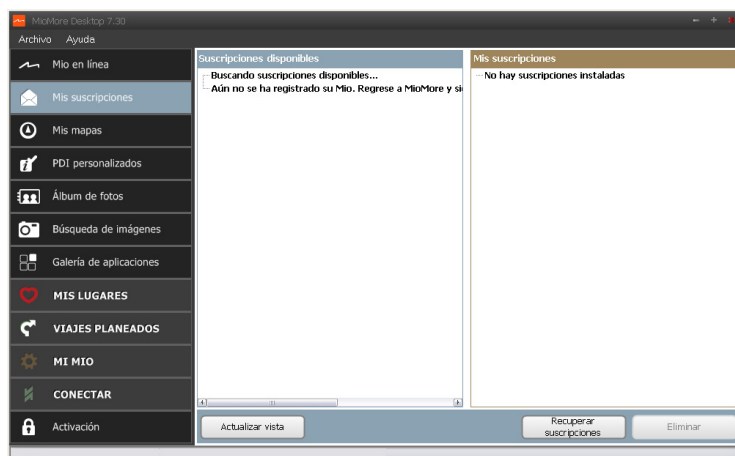 MioMore Desktop 7.30
Archivo Ayuda
Mio en línea
Mis suscripciones
Mis mapas
PDI personalizados
Álbum de fotos
Búsqueda de imágenes
Galería de aplicaciones
MIS LUGARES
VIAJES PLANEADOS
MI MIO
CONECTAR
Activación
Suscripciones disponibles
Buscando suscripciones disponibles...
Aún no se ha registrado su Mio. Regrese a MioMore y si
Actualizar vista
Mis suscripciones
No hay suscripciones instaladas
Recuperar
suscripciones
Eliminar